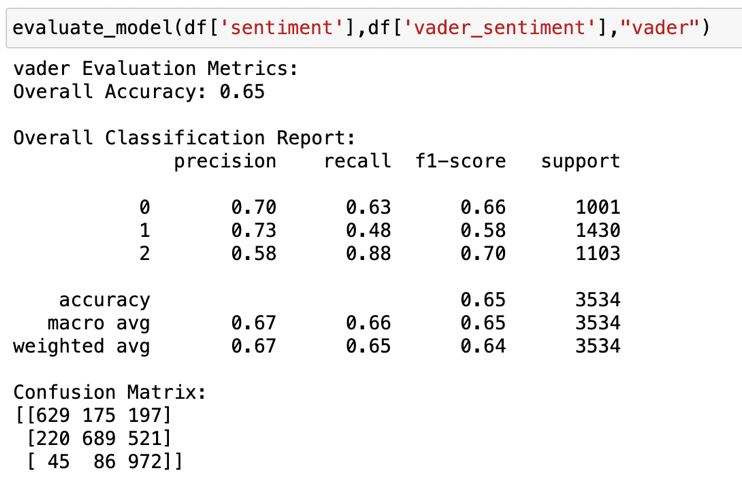 evaluate_model(df['sentiment'],df['vader_sentiment'],"vader")
vader Evaluation Metrics:
Overall Accuracy: 0.65
Overall Classification Report:
precision recall f1-score support
0 0.70 0.63 0.66 1001
1 0.73 0.48 0.58 1430
2 0.58 0.88 0.70 1103
accuracy 0.65 3534
macro avg 0.67 0.66 0.65 3534
weighted avg 0.67 0.65 0.64 3534
Confusion Matrix:
[[629 175 197]
[220 689 521]
[ 45 86 972]]